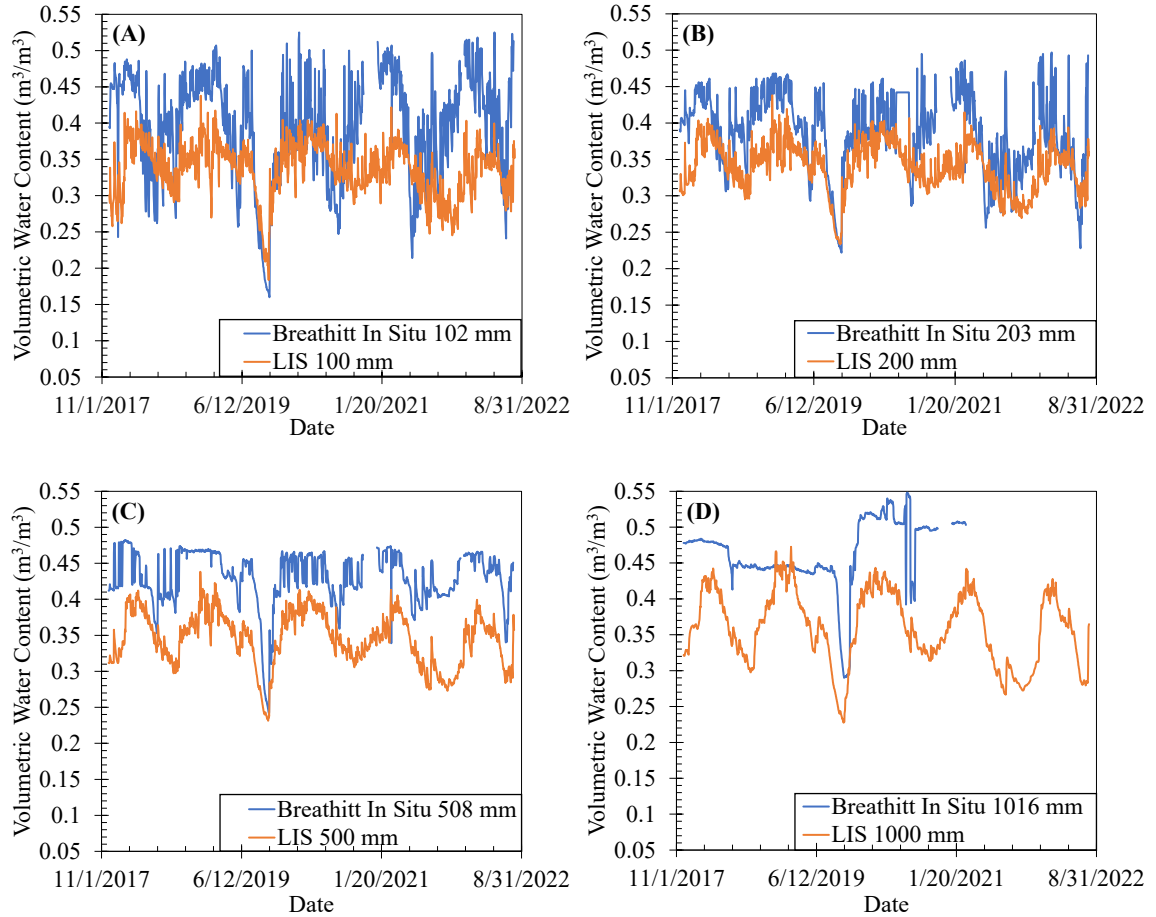 (A)
Volumetric Water Content (m³/m³)
0.55
0.5
0.45
0.4
0.35
0.3
0.25
0.2
0.15
0.1
0.05
Breathitt In Situ 102 mm
LIS 100 mm
11/1/2017 6/12/2019 1/20/2021 8/31/2022
Date
(B)
Volumetric Water Content (m³/m³)
0.55
0.5
0.45
0.4
0.35
0.3
0.25
0.2
0.15
0.1
0.05
Breathitt In Situ 203 mm
LIS 200 mm
11/1/2017 6/12/2019 1/20/2021 8/31/2022
Date
(C)
Volumetric Water Content (m³/m³)
0.55
0.5
0.45
0.4
0.35
0.3
0.25
0.2
0.15
0.1
0.05
Breathitt In Situ 508 mm
LIS 500 mm
11/1/2017 6/12/2019 1/20/2021 8/31/2022
Date
(D)
Volumetric Water Content (m³/m³)
0.55
0.5
0.45
0.4
0.35
0.3
0.25
0.2
0.15
0.1
0.05
Breathitt In Situ 1016 mm
LIS 1000 mm
11/1/2017 6/12/2019 1/20/2021 8/31/2022
Date